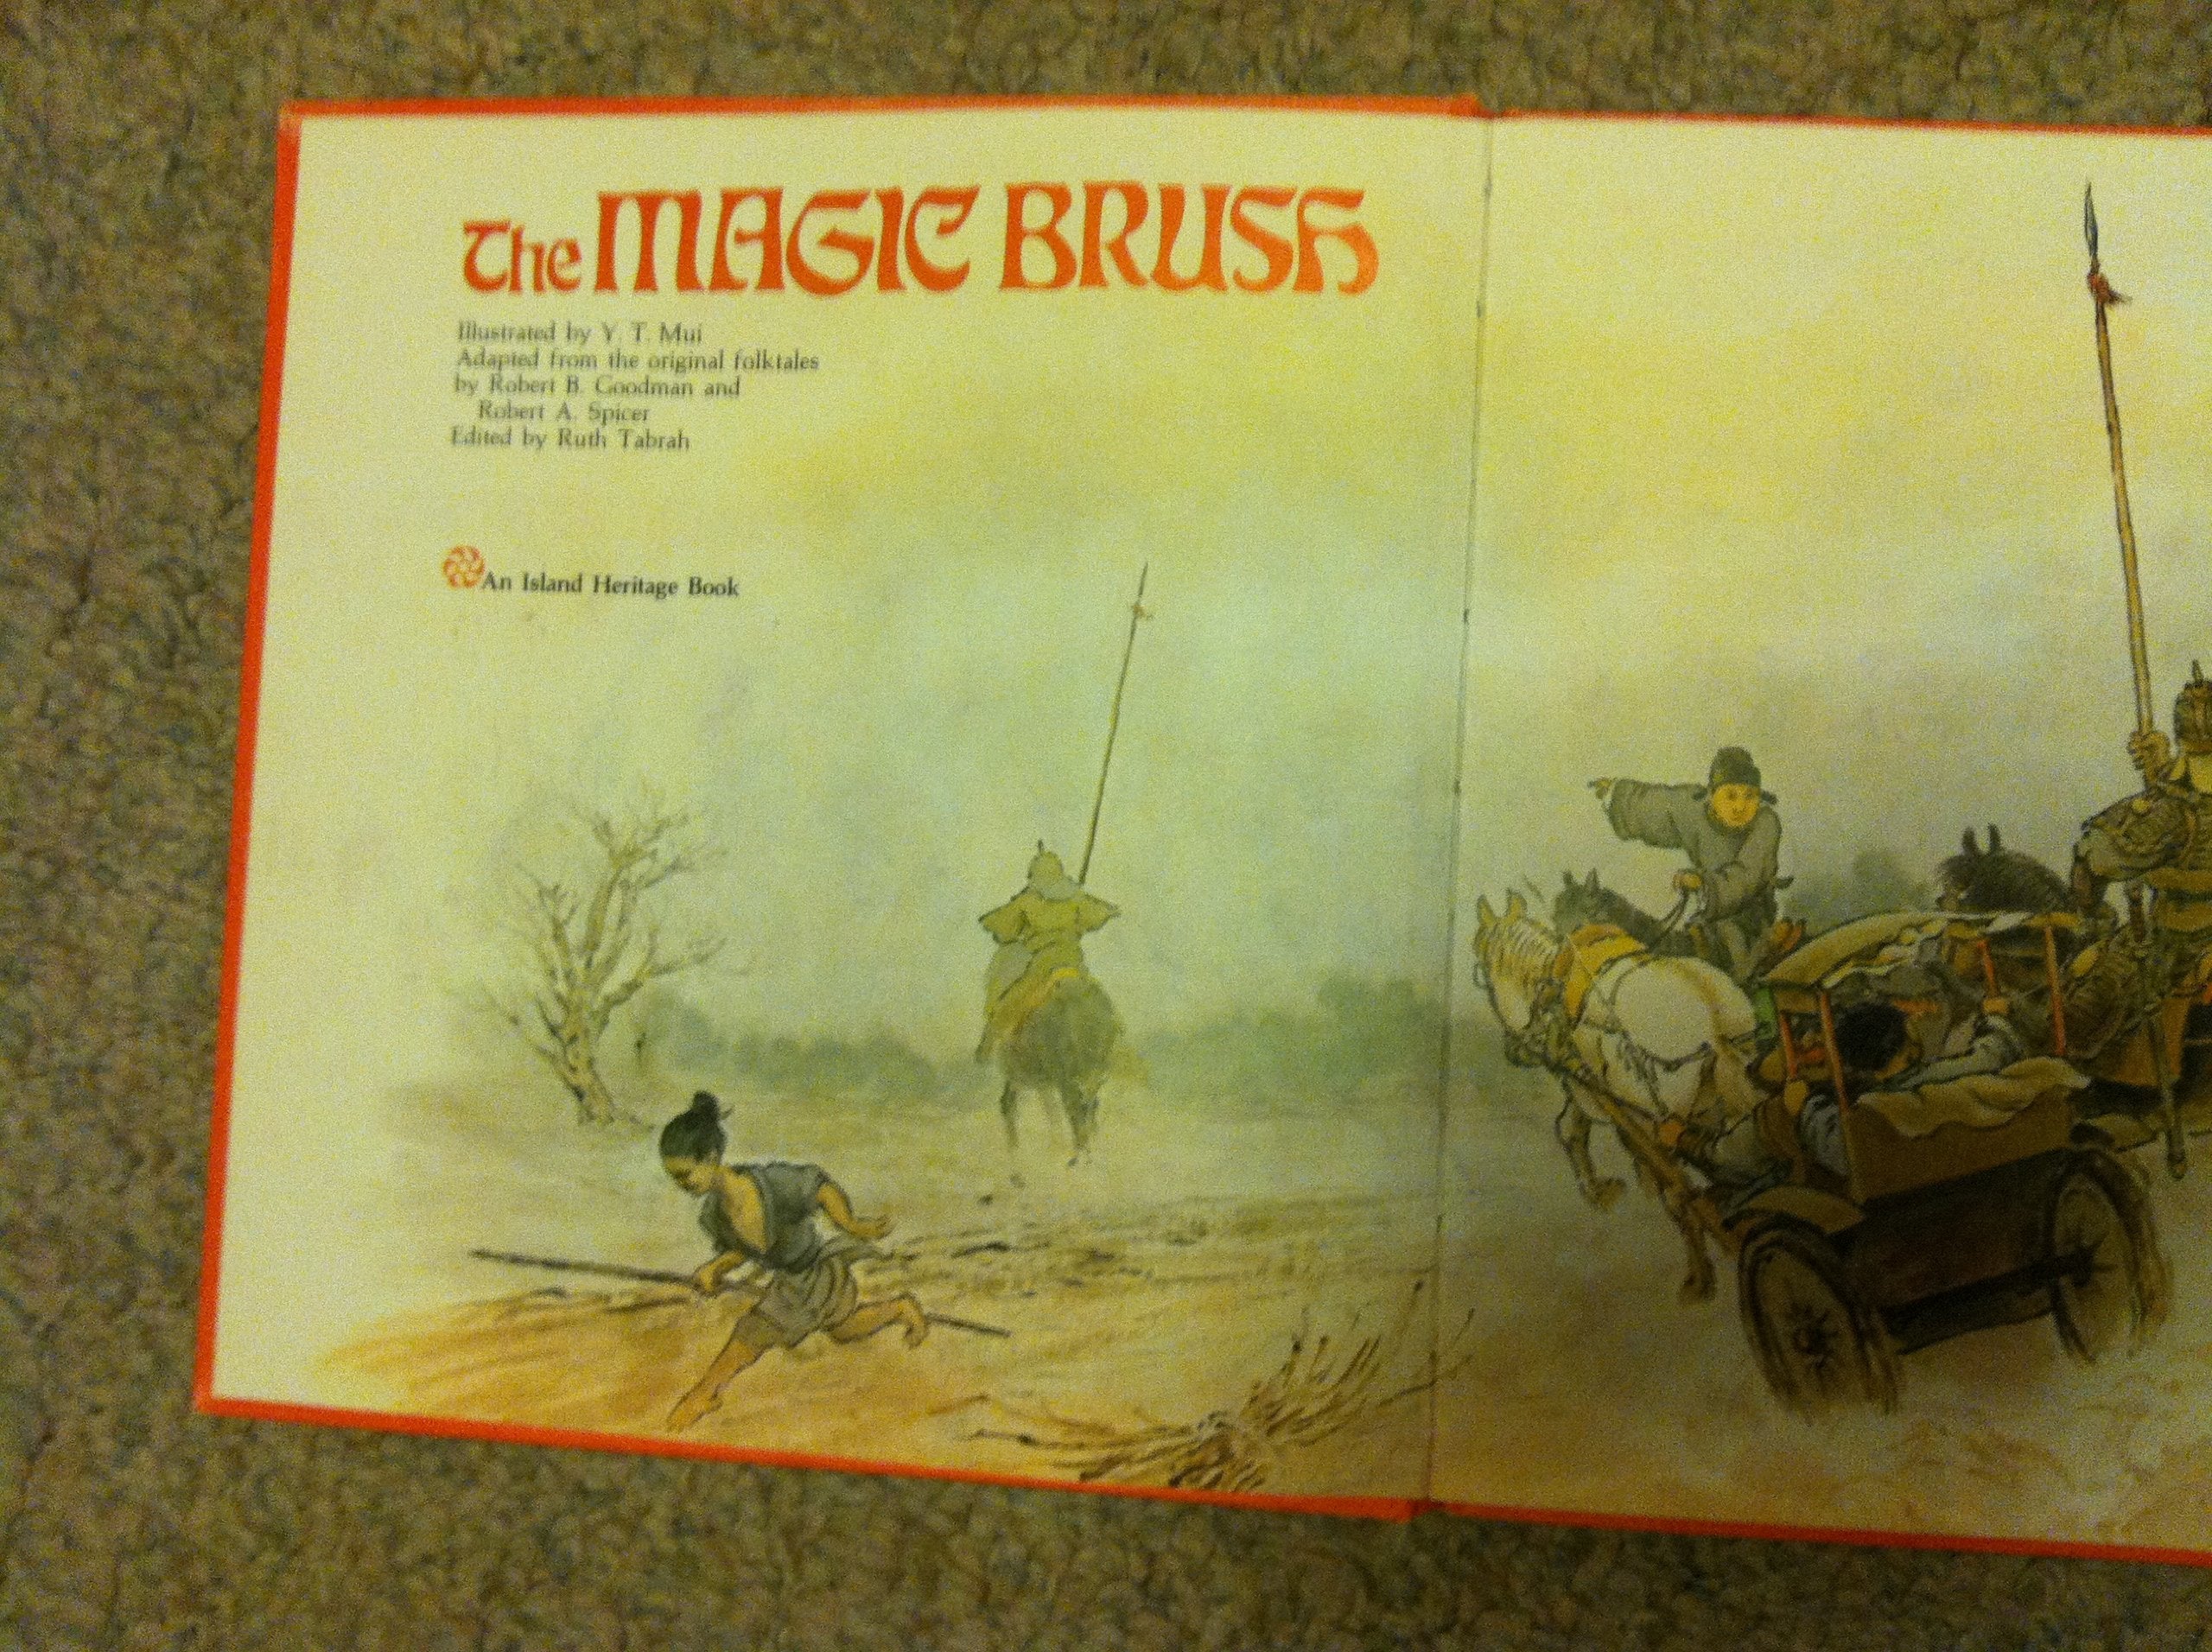 The MAGIC BRUSH
Illustrated by Y. T. Mui
Adapted from the original folktales
by Robert B. Goodman and
Robert A. Spicer
Edited by Ruth Tabrah
An Island Heritage Book